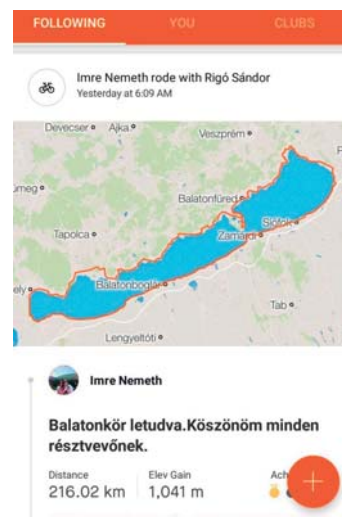 FOLLOWING YOU CLUBS
Imre Nemeth rode with Rigó Sándor
Yesterday at 6:09 AM
Devecser Ajka Veszprém
Balatonfüred
Tapolca Siófok
Zamárdi
Balatonboglár
Tab
Lengyeltóti
Imre Nemeth
Balatonkör letudva.Köszönöm minden
résztvevőnek.
Distance Elev Gain
216.02 km 1,041 m